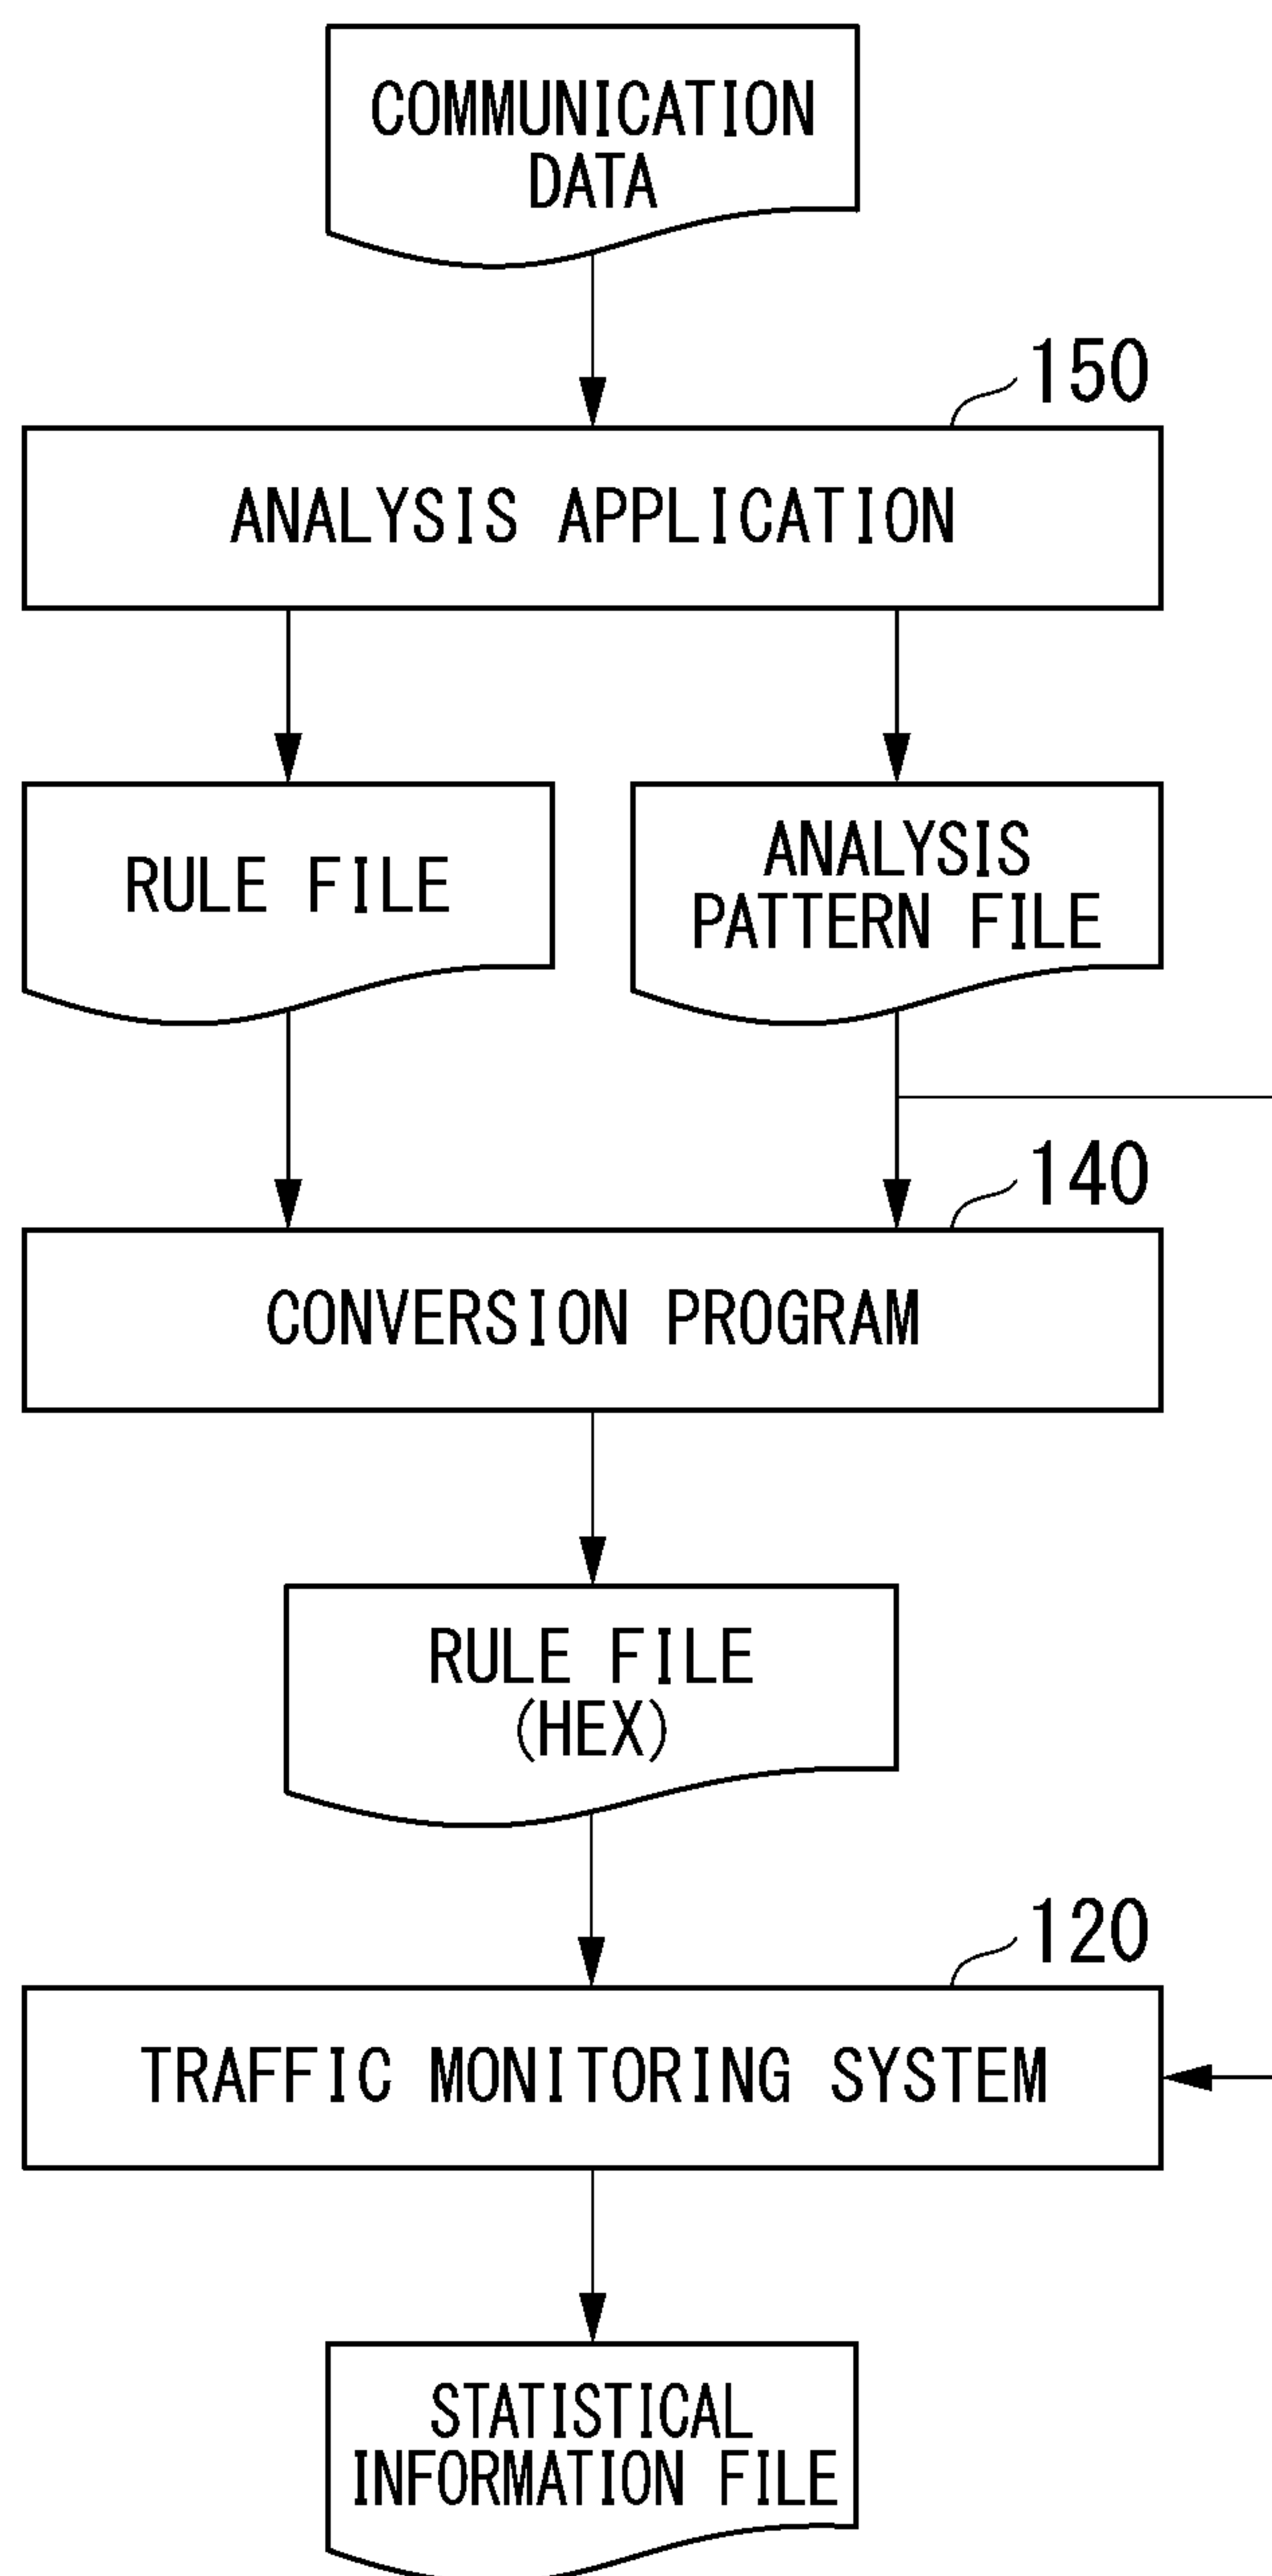 COMMUNICATION
DATA
150
ANALYSIS APPLICATION
RULE FILE
ANALYSIS
PATTERN FILE
140
CONVERSION PROGRAM
RULE FILE
(HEX)
120
TRAFFIC MONITORING SYSTEM
STATISTICAL
INFORMATION FILE